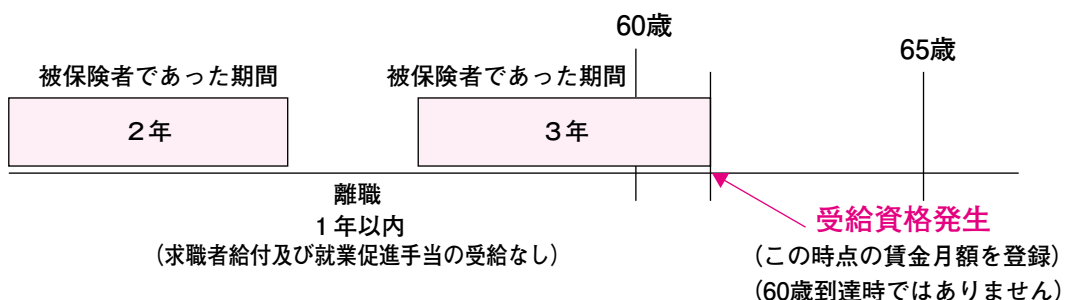 60歳
65歳
被保険者であった期間
被保険者であった期間
2年
3年
離職
1年以内
（求職者給付及び就業促進手当の受給なし）
受給資格発生
（この時点の賃金月額を登録）
（60歳到達時ではありません）